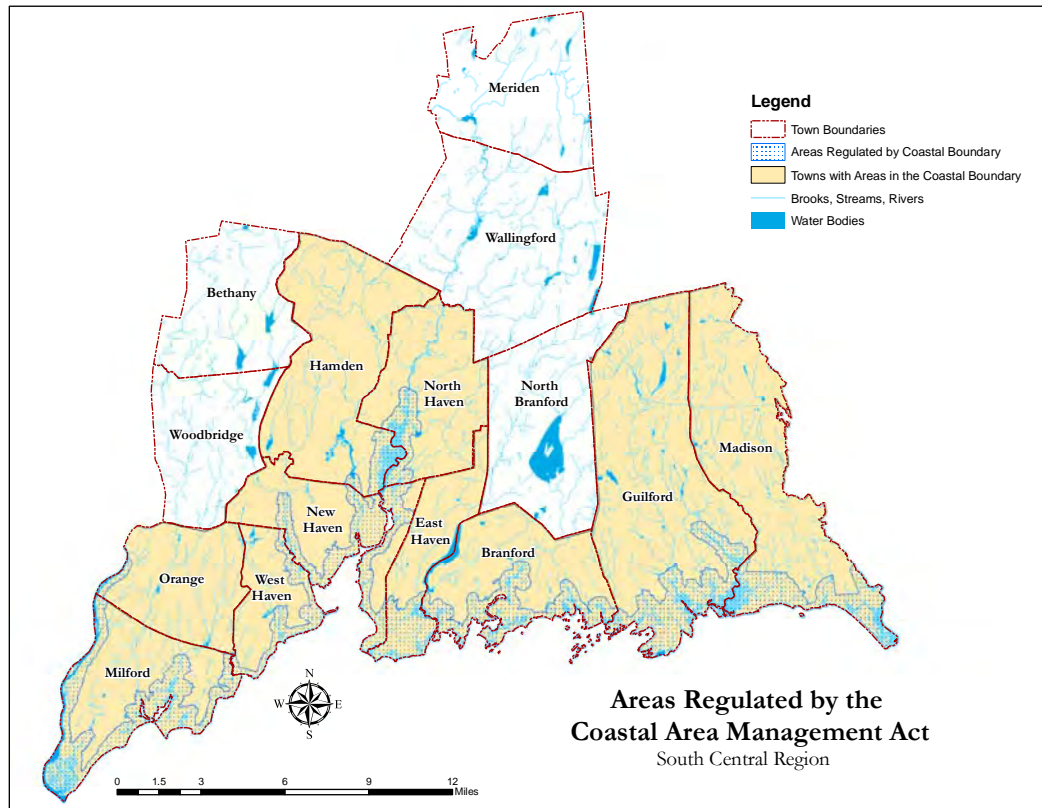 Meriden
Legend
Town Boundaries
Areas Regulated by Coastal Boundary
Towns with Areas in the Coastal Boundary
Brooks, Streams, Rivers
Water Bodies
Wallingford
Bethany
Hamden
North
Haven
North
Branford
Woodbridge
Madison
Guilford
New
Haven
East
Haven
Branford
Orange
West
Haven
Milford
N
W
E
S
Areas Regulated by the
Coastal Area Management Act
South Central Region
0 1.5 3 6 9 12
Miles